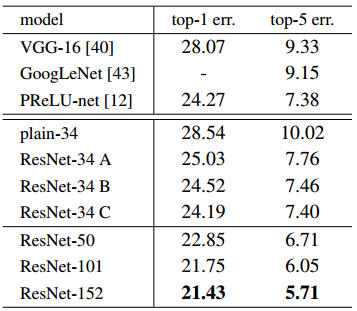 model top-1 err. top-5 err.
VGG-16 [40] 28.07 9.33
GoogLeNet [43] - 9.15
PReLU-net [12] 24.27 7.38
plain-34 28.54 10.02
ResNet-34 A 25.03 7.76
ResNet-34 B 24.52 7.46
ResNet-34 C 24.19 7.40
ResNet-50 22.85 6.71
ResNet-101 21.75 6.05
ResNet-152 21.43 5.71